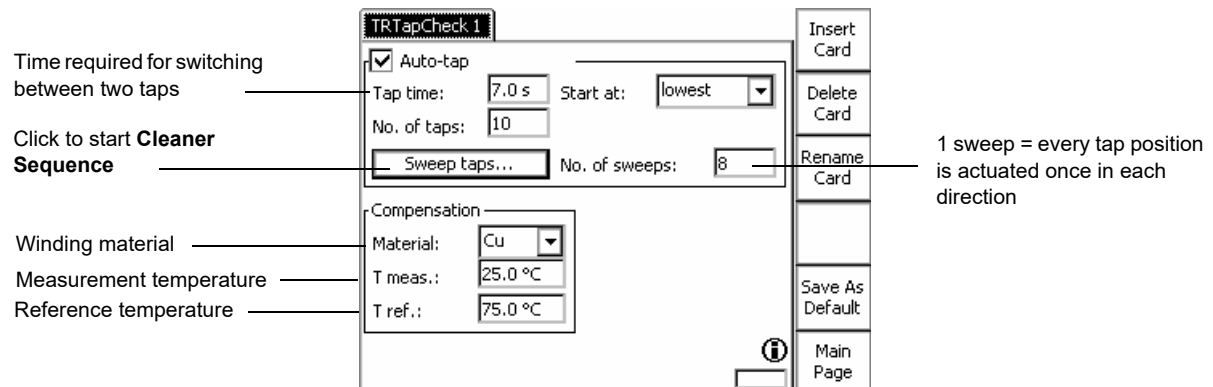 Time required for switching
between two taps
Click to start Cleaner
Sequence
Winding material
Measurement temperature
Reference temperature
TRTapCheck 1
Auto-tap
Tap time: 7.0 s Start at: lowest
No. of taps: 10
Sweep taps... No. of sweeps: 8
Compensation
Material: Cu
T meas.: 25.0 °C
T ref.: 75.0 °C
Insert
Card
Delete
Card
Rename
Card
Save As
Default
Main
Page
1 sweep = every tap position
is actuated once in each
direction